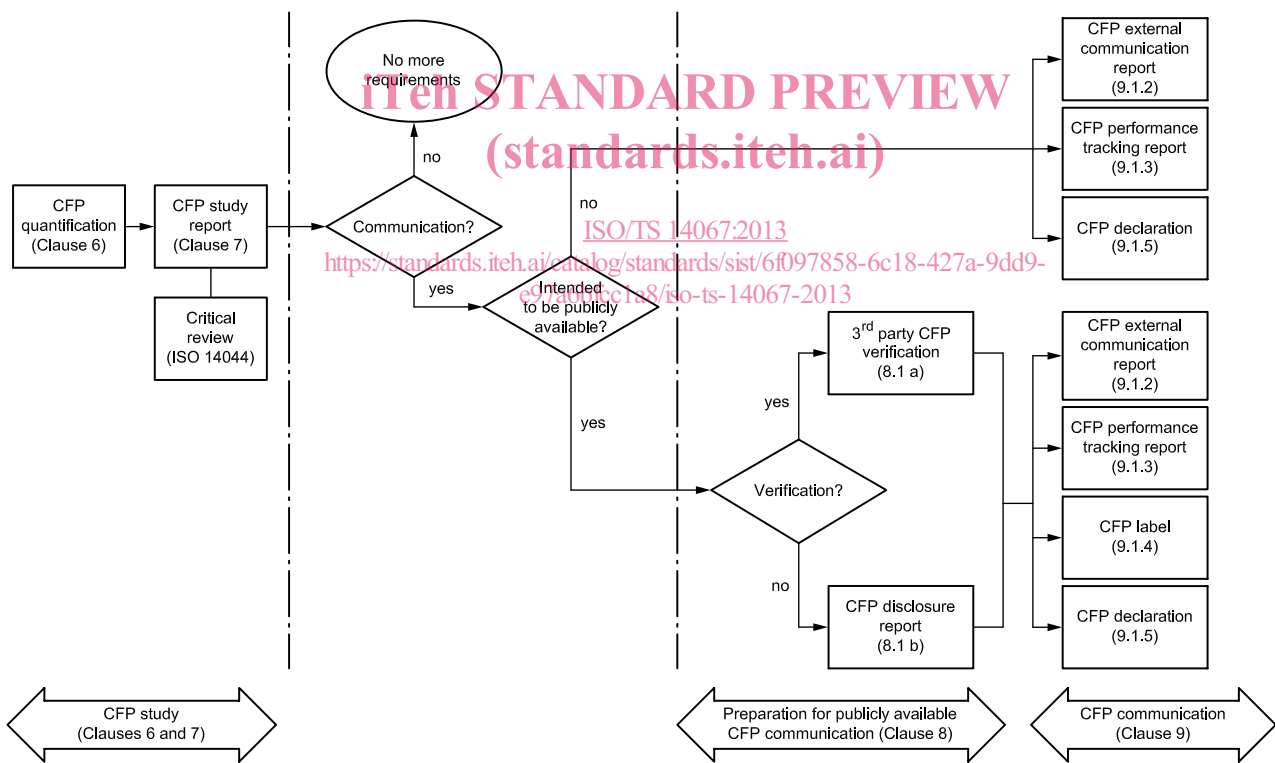 CFP
quantification
(Clause 6)
CFP study
report
(Clause 7)
Critical
review
(ISO 14044)
No more
requirements
no
Communication?
yes
Intended
to be publicly
available?
no
yes
Verification?
yes
3rd party CFP
verification
(8.1 a)
no
CFP disclosure
report
(8.1 b)
CFP external
communication
report
(9.1.2)
CFP performance
tracking report
(9.1.3)
CFP declaration
(9.1.5)
CFP external
communication
report
(9.1.2)
CFP performance
tracking report
(9.1.3)
CFP label
(9.1.4)
CFP declaration
(9.1.5)
CFP study
(Clauses 6 and 7)
Preparation for publicly available
CFP communication (Clause 8)
CFP communication
(Clause 9)
iTeh STANDARD PREVIEW
(standards.iteh.ai)
ISO/TS 14067:2013
https://standards.iteh.ai/catalog/standards/sist/6f097858-6c18-427a-9dd9-